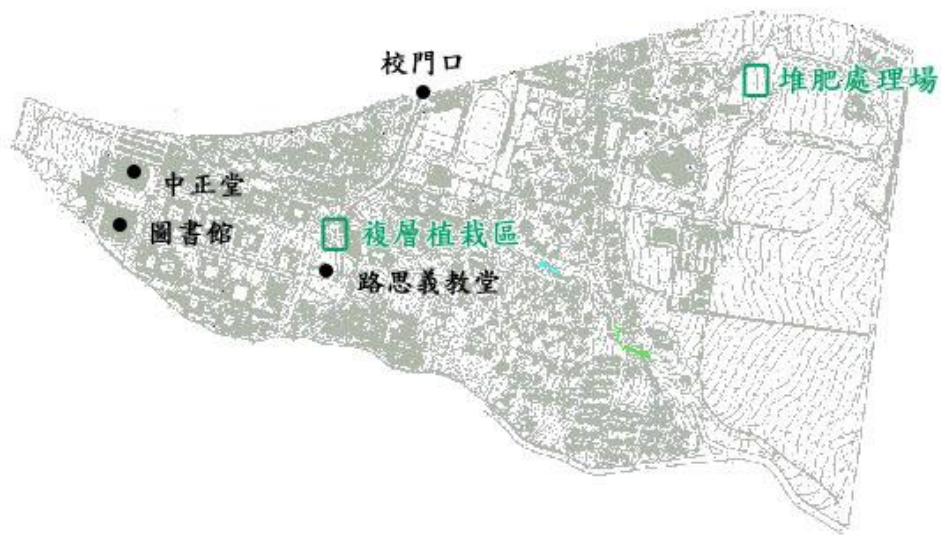 校門口
堆肥處理場
中正堂
圖書館
複層植栽區
路思義教堂